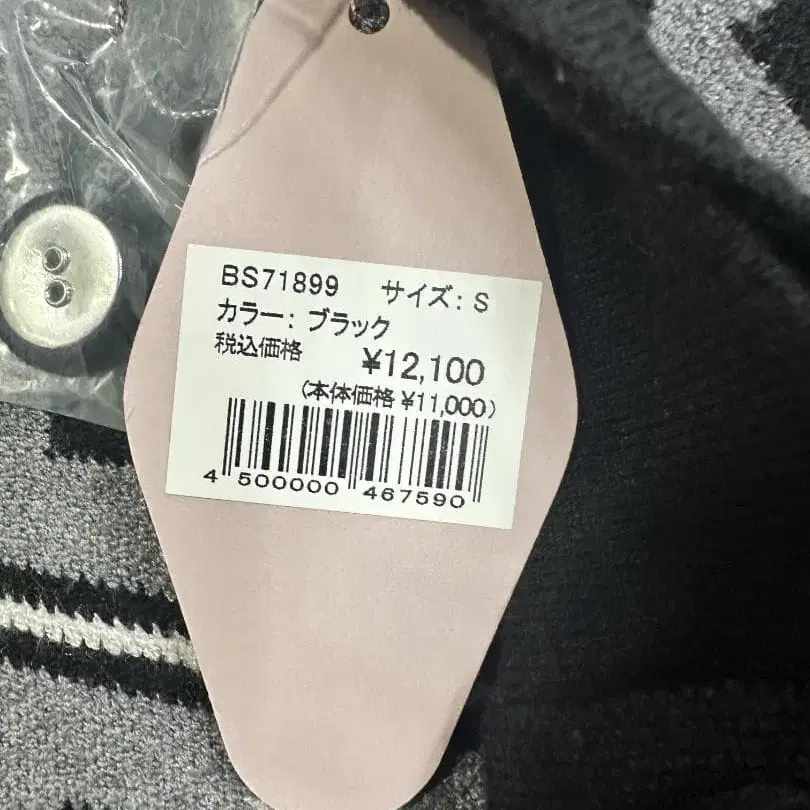 BS71899 サイズ: S
カラー: ブラック
税込価格 ¥12,100
(本体価格 ¥11,000)
4 500000 467590